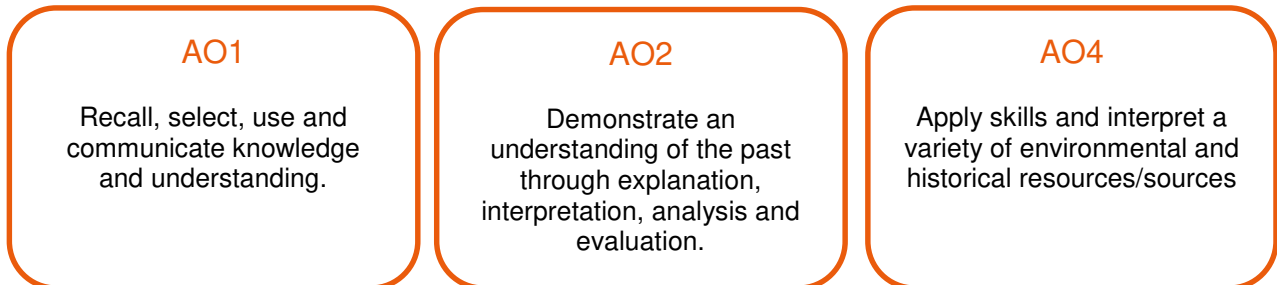 AO1
Recall, select, use and
communicate knowledge
and understanding.
AO2
Demonstrate an
understanding of the past
through explanation,
interpretation, analysis and
evaluation.
AO4
Apply skills and interpret a
variety of environmental and
historical resources/sources